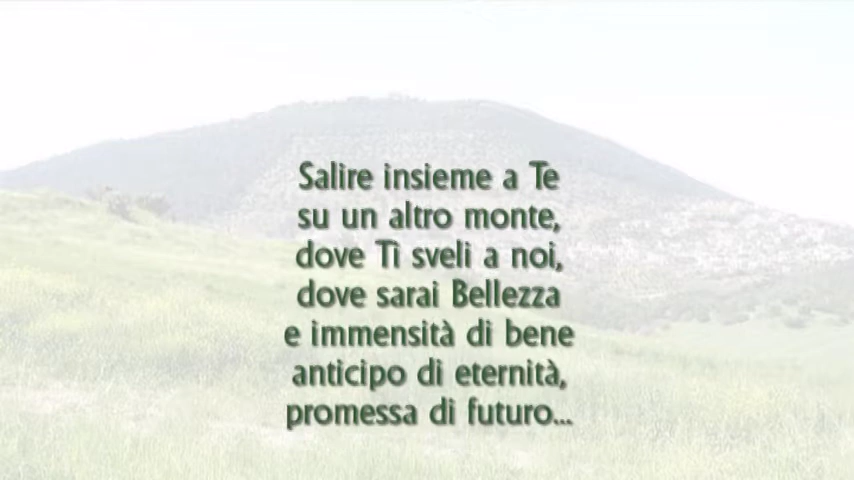 Salire insieme a Te
su un altro monte,
dove Ti sveli a noi,
dove sarai Bellezza
e immensità di bene
anticipo di eternità,
promessa di futuro...